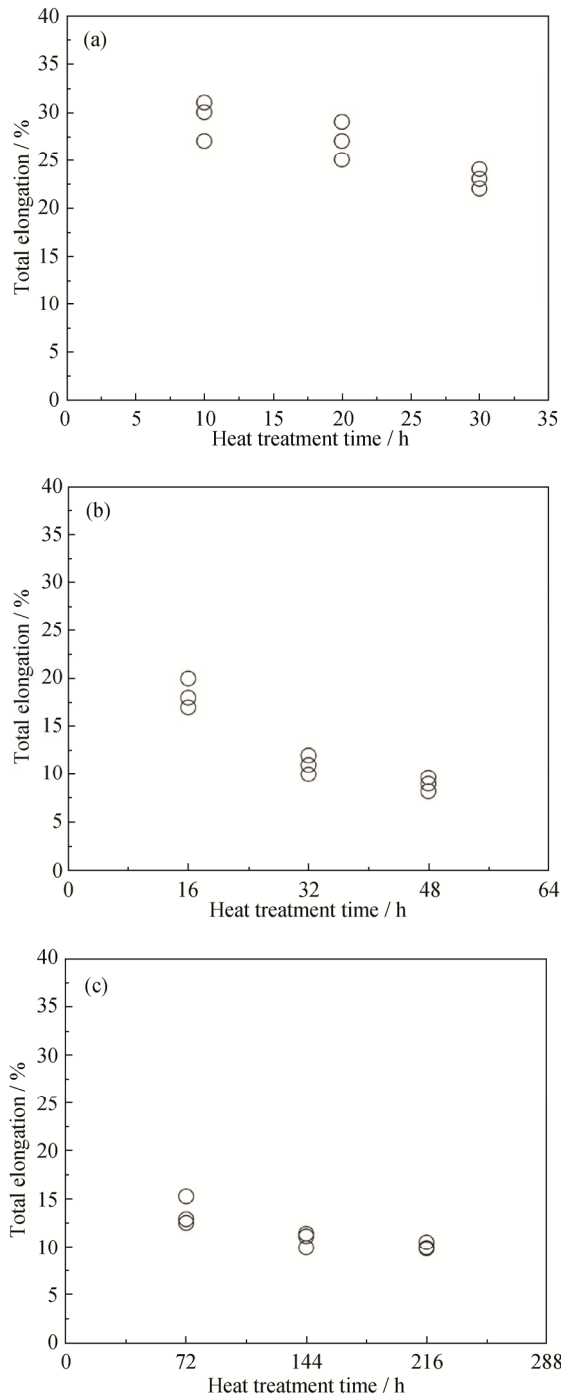 (a)
40
35
30
25
20
15
10
5
0
Total elongation / %
0 5 10 15 20 25 30 35
Heat treatment time / h
(b)
40
35
30
25
20
15
10
5
0
Total elongation / %
0 16 32 48 64
Heat treatment time / h
(c)
40
35
30
25
20
15
10
5
0
Total elongation / %
0 72 144 216 288
Heat treatment time / h